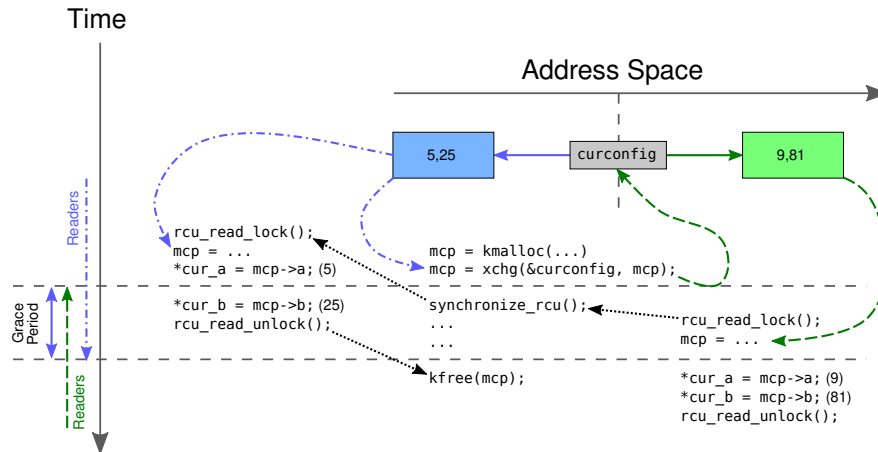 Time
Address Space
5,25
curconfig
9,81
Readers
rcu_read_lock();
mcp = ...
*cur_a = mcp->a; (5)
mcp = kmalloc(...)
mcp = xchg(&curconfig, mcp);
Grace
Period
*cur_b = mcp->b; (25)
rcu_read_unlock();
synchronize_rcu();
...
...
rcu_read_lock();
mcp = ...
kfree(mcp);
Readers
*cur_a = mcp->a; (9)
*cur_b = mcp->b; (81)
rcu_read_unlock();